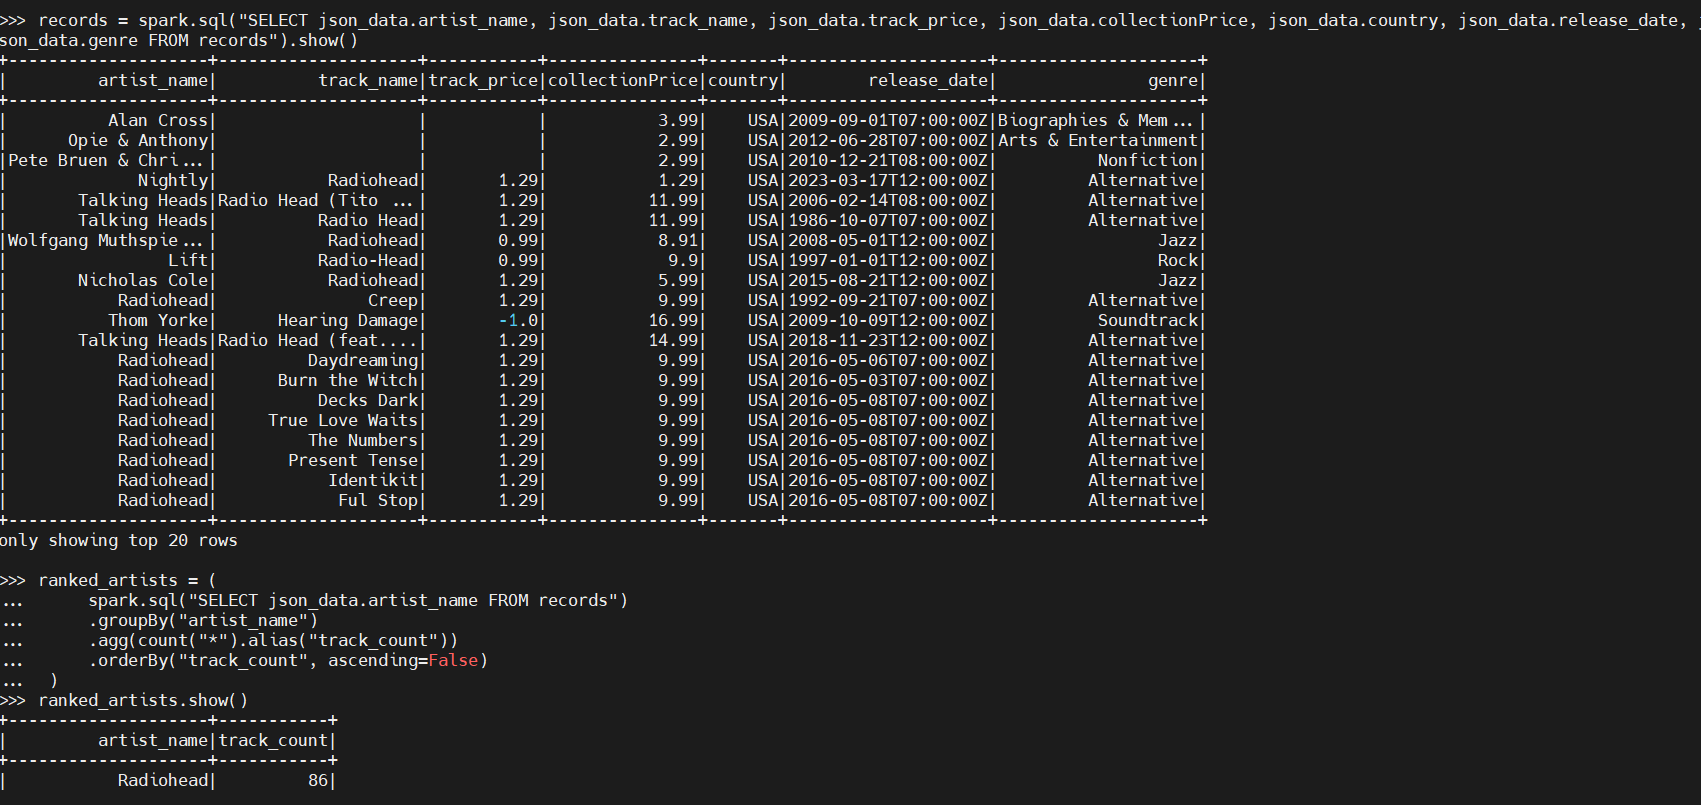 >>> records = spark.sql("SELECT json_data.artist_name, json_data.track_name, json_data.track_price, json_data.collectionPrice, json_data.country, json_data.release_date, j
son_data.genre FROM records").show()
+--------------------+--------------------+-----------+---------------+-------+--------------------+--------------------+
|         artist_name|          track_name|track_price|collectionPrice|country|        release_date|               genre|
+--------------------+--------------------+-----------+---------------+-------+--------------------+--------------------+
|          Alan Cross|                    |           |           3.99|    USA|2009-09-01T07:00:00Z|Biographies & Mem...|
|      Opie & Anthony|                    |           |           2.99|    USA|2012-06-28T07:00:00Z|Arts & Entertainment|
|Pete Bruen & Chri...|                    |           |           2.99|    USA|2010-12-21T08:00:00Z|          Nonfiction|
|             Nightly|           Radiohead|       1.29|           1.29|    USA|2023-03-17T12:00:00Z|         Alternative|
|       Talking Heads|Radio Head (Tito ...|       1.29|          11.99|    USA|2006-02-14T08:00:00Z|         Alternative|
|       Talking Heads|          Radio Head|       1.29|          11.99|    USA|1986-10-07T07:00:00Z|         Alternative|
|Wolfgang Muthspie...|           Radiohead|       0.99|           8.91|    USA|2008-05-01T12:00:00Z|                Jazz|
|                Lift|          Radio-Head|       0.99|            9.9|    USA|1997-01-01T12:00:00Z|                Rock|
|       Nicholas Cole|           Radiohead|       1.29|           5.99|    USA|2015-08-21T12:00:00Z|                Jazz|
|           Radiohead|               Creep|       1.29|           9.99|    USA|1992-09-21T07:00:00Z|         Alternative|
|          Thom Yorke|      Hearing Damage|       -1.0|          16.99|    USA|2009-10-09T12:00:00Z|          Soundtrack|
|       Talking Heads|Radio Head (feat....|       1.29|          14.99|    USA|2018-11-23T12:00:00Z|         Alternative|
|           Radiohead|         Daydreaming|       1.29|           9.99|    USA|2016-05-06T07:00:00Z|         Alternative|
|           Radiohead|      Burn the Witch|       1.29|           9.99|    USA|2016-05-03T07:00:00Z|         Alternative|
|           Radiohead|          Decks Dark|       1.29|           9.99|    USA|2016-05-08T07:00:00Z|         Alternative|
|           Radiohead|     True Love Waits|       1.29|           9.99|    USA|2016-05-08T07:00:00Z|         Alternative|
|           Radiohead|         The Numbers|       1.29|           9.99|    USA|2016-05-08T07:00:00Z|         Alternative|
|           Radiohead|       Present Tense|       1.29|           9.99|    USA|2016-05-08T07:00:00Z|         Alternative|
|           Radiohead|           Identikit|       1.29|           9.99|    USA|2016-05-08T07:00:00Z|         Alternative|
|           Radiohead|            Ful Stop|       1.29|           9.99|    USA|2016-05-08T07:00:00Z|         Alternative|
+--------------------+--------------------+-----------+---------------+-------+--------------------+--------------------+
only showing top 20 rows
>>> ranked_artists = (
...      spark.sql("SELECT json_data.artist_name FROM records")
...      .groupBy("artist_name")
...      .agg(count("*").alias("track_count"))
...      .orderBy("track_count", ascending=False)
...  )
>>> ranked_artists.show()
+--------------------+-----------+
|         artist_name|track_count|
+--------------------+-----------+
|           Radiohead|         86|